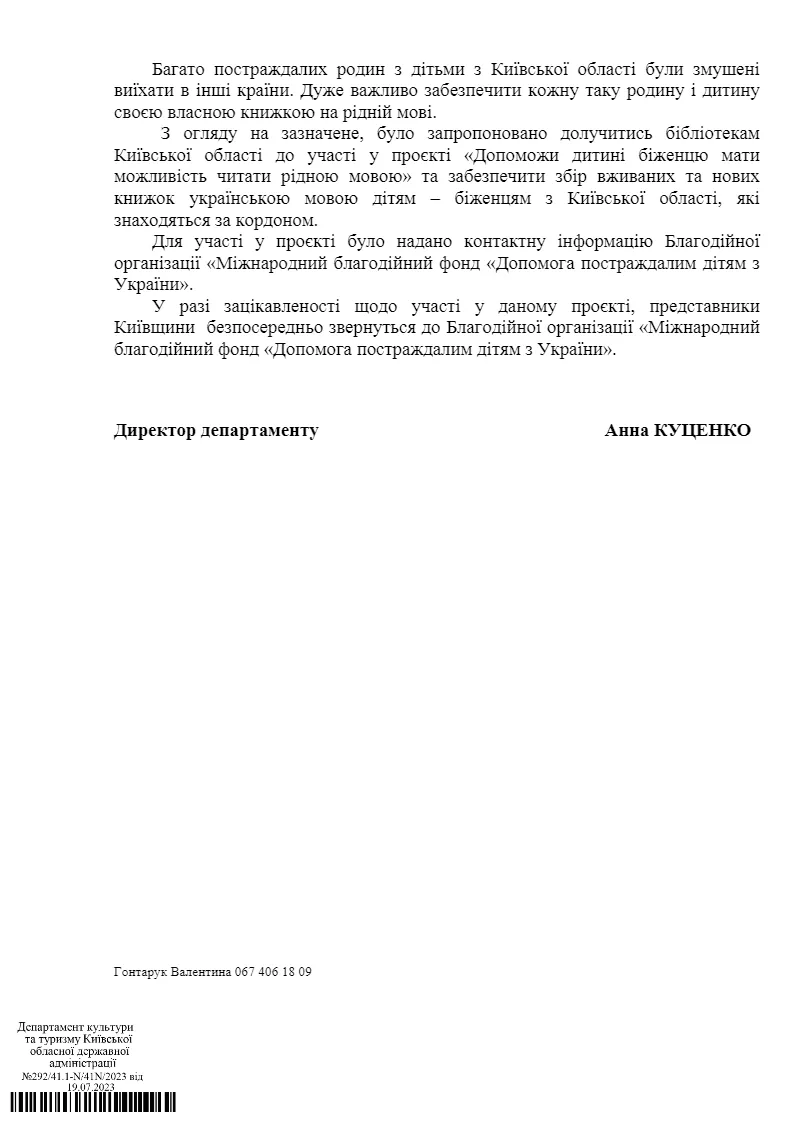 Багато постраждалих родин з дітьми з Київської області були змушені
виїхати в інші країни. Дуже важливо забезпечити кожну таку родину і дитину
своєю власною книжкою на рідній мові.
З огляду на зазначене, було запропоновано долучитись бібліотекам
Київської області до участі у проєкті «Допоможи дитині біженцю мати
можливість читати рідною мовою» та забезпечити збір вживаних та нових
книжок українською мовою дітям – біженцям з Київської області, які
знаходяться за кордоном.
Для участі у проєкті було надано контактну інформацію Благодійної
організації «Міжнародний благодійний фонд «Допомога постраждалим дітям з
України».
У разі зацікавленості щодо участі у даному проєкті, представники
Київщини безпосередньо звернуться до Благодійної організації «Міжнародний
благодійний фонд «Допомога постраждалим дітям з України».
Директор департаменту Анна КУЦЕНКО
Гонтарук Валентина 067 406 18 09
Департамент культури
та туризму Київської
обласної державної
адміністрації
№292/41.1-N/41N/2023 від
19.07.2023